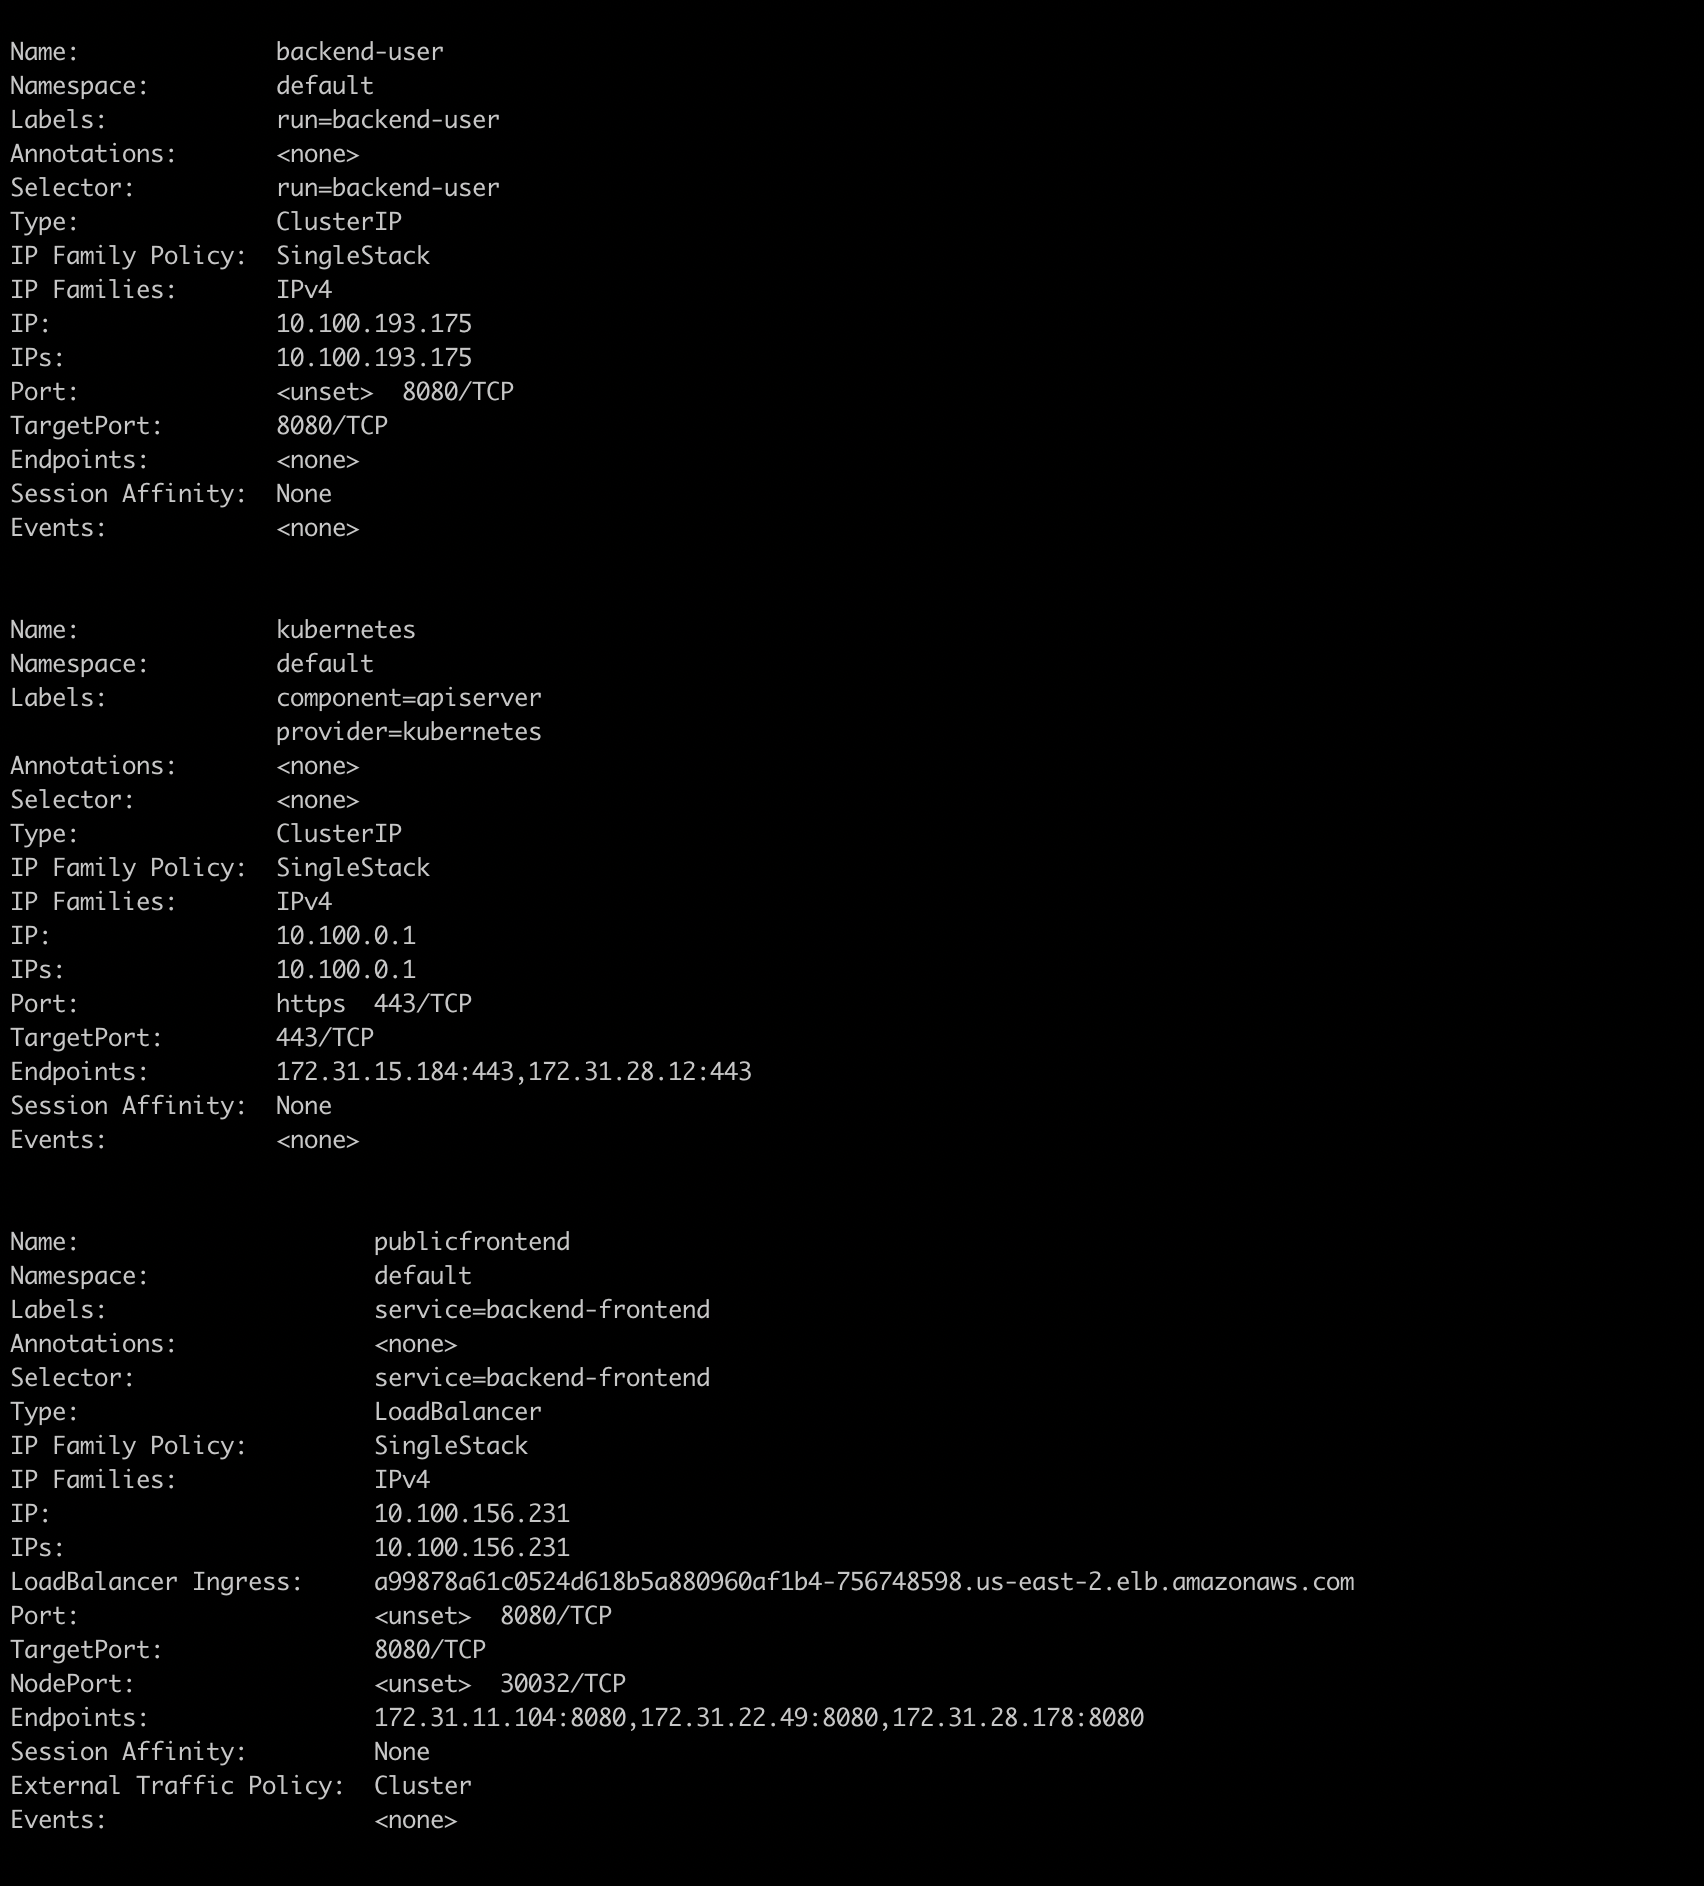 Name:              backend-user
Namespace:         default
Labels:            run=backend-user
Annotations:       <none>
Selector:          run=backend-user
Type:              ClusterIP
IP Family Policy:  SingleStack
IP Families:       IPv4
IP:                10.100.193.175
IPs:               10.100.193.175
Port:              <unset>  8080/TCP
TargetPort:        8080/TCP
Endpoints:         <none>
Session Affinity:  None
Events:            <none>

Name:              kubernetes
Namespace:         default
Labels:            component=apiserver
                   provider=kubernetes
Annotations:       <none>
Selector:          <none>
Type:              ClusterIP
IP Family Policy:  SingleStack
IP Families:       IPv4
IP:                10.100.0.1
IPs:               10.100.0.1
Port:              https  443/TCP
TargetPort:        443/TCP
Endpoints:         172.31.15.184:443,172.31.28.12:443
Session Affinity:  None
Events:            <none>

Name:                     publicfrontend
Namespace:                default
Labels:                   service=backend-frontend
Annotations:              <none>
Selector:                 service=backend-frontend
Type:                     LoadBalancer
IP Family Policy:         SingleStack
IP Families:              IPv4
IP:                       10.100.156.231
IPs:                      10.100.156.231
LoadBalancer Ingress:     a99878a61c0524d618b5a880960af1b4-756748598.us-east-2.elb.amazonaws.com
Port:                     <unset>  8080/TCP
TargetPort:               8080/TCP
NodePort:                 <unset>  30032/TCP
Endpoints:                172.31.11.104:8080,172.31.22.49:8080,172.31.28.178:8080
Session Affinity:         None
External Traffic Policy:  Cluster
Events:                   <none>